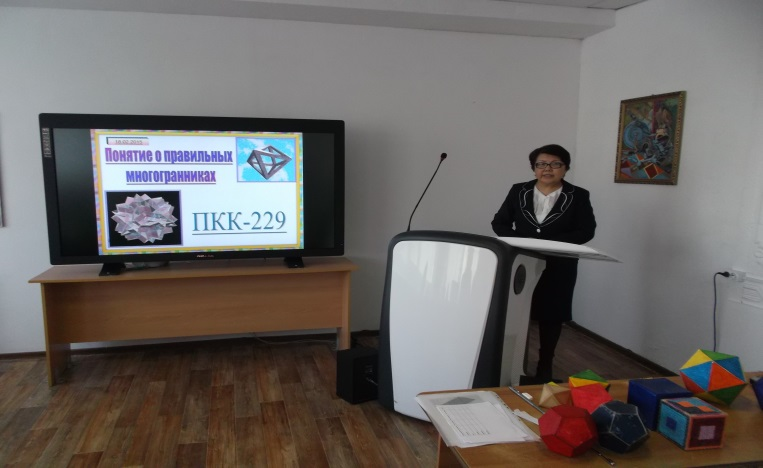 Понятие о правильных
многогранниках
ПКК-229